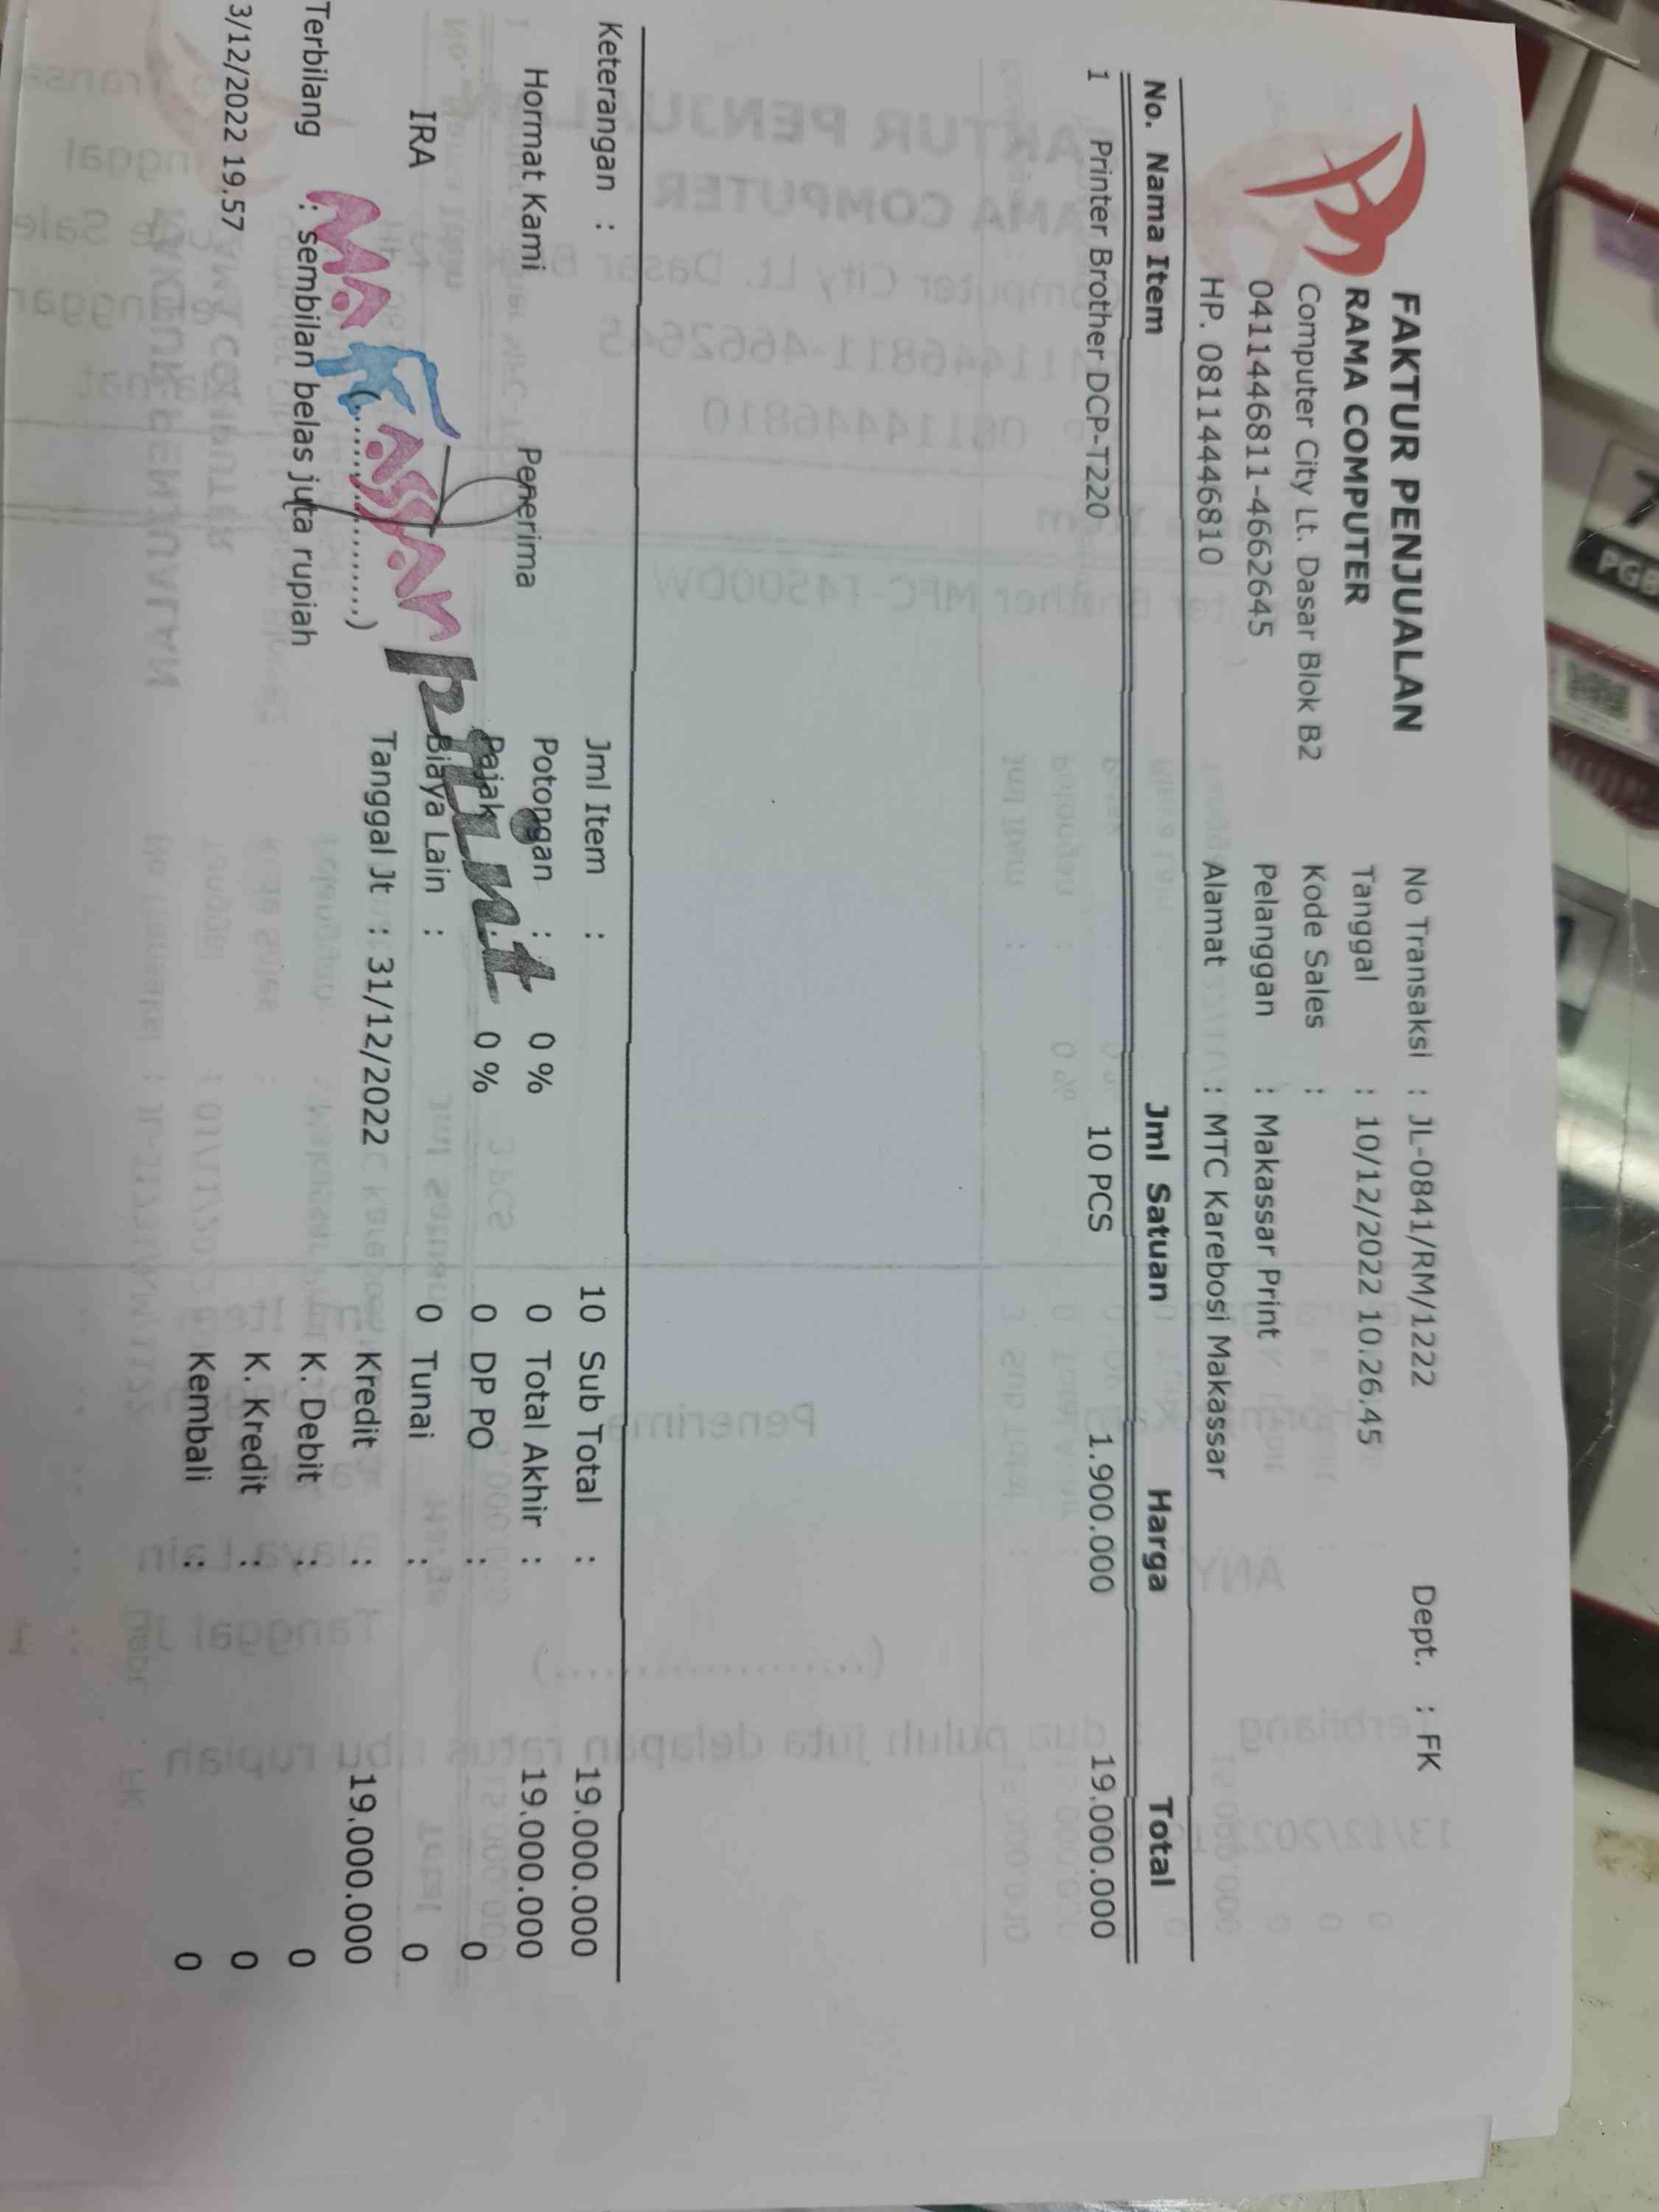 FAKTUR PENJUALAN
RAMA COMPUTER
Computer City Lt. Dasar Blok B2
04114446811-4662645
HP. 08114446810
No Transaksi : JL-0841/RM/1222 Dept. : FK
Tanggal : 10/12/2022 10.26.45
Kode Sales :
Pelanggan : Makassar Print
Alamat : MTC Karebosi Makassar
No. Nama Item Jml Satuan Harga Total
1 Printer Brother DCP-T220 10 PCS 1.900.000 19.000.000
Keterangan : Jml Item : 10 Sub Total : 19.000.000
Hormat Kami Penerima Potongan : 0 % 0 Total Akhir : 19.000.000
Pajak : 0 % 0 DP PO : 0
IRA Biaya Lain : 0 Tunai : 0
(..................) Tanggal Jt : 31/12/2022 Kredit : 19.000.000
MAKASSAR Print
Terbilang : sembilan belas juta rupiah K. Debit : 0
K. Kredit : 0
3/12/2022 19.57 Kembali : 0
PGB